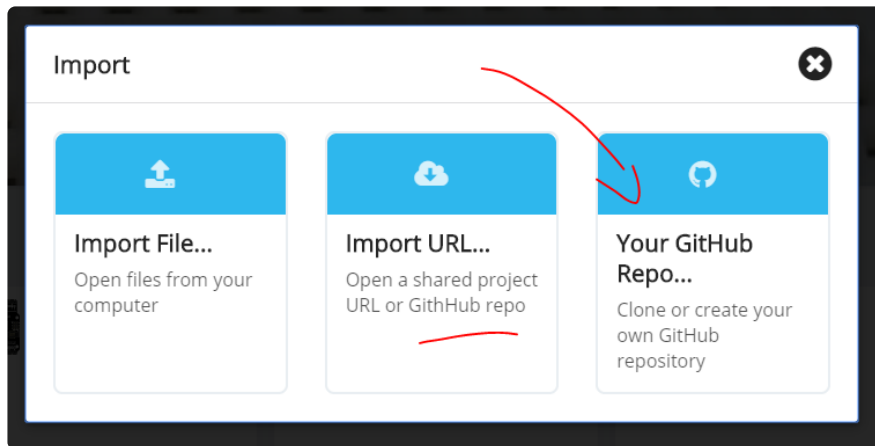 Import
Import File...
Open files from your
computer
Import URL...
Open a shared project
URL or GithHub repo
Your GitHub
Repo...
Clone or create your
own GitHub
repository